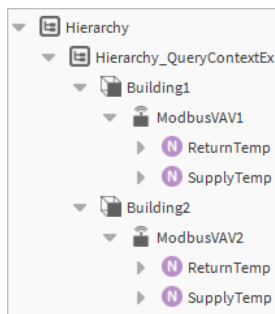 Hierarchy
Hierarchy_QueryContextEx
Building1
ModbusVAV1
N ReturnTemp
N SupplyTemp
Building2
ModbusVAV2
N ReturnTemp
N SupplyTemp